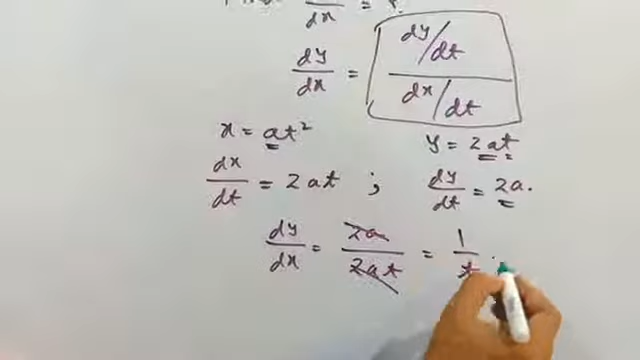 dx = ?
dy/dx = (dy/dt)/(dx/dt)
x = at² y = 2at
dx/dt = 2at ; dy/dt = 2a.
dy/dx = 2a/2at = 1/t .